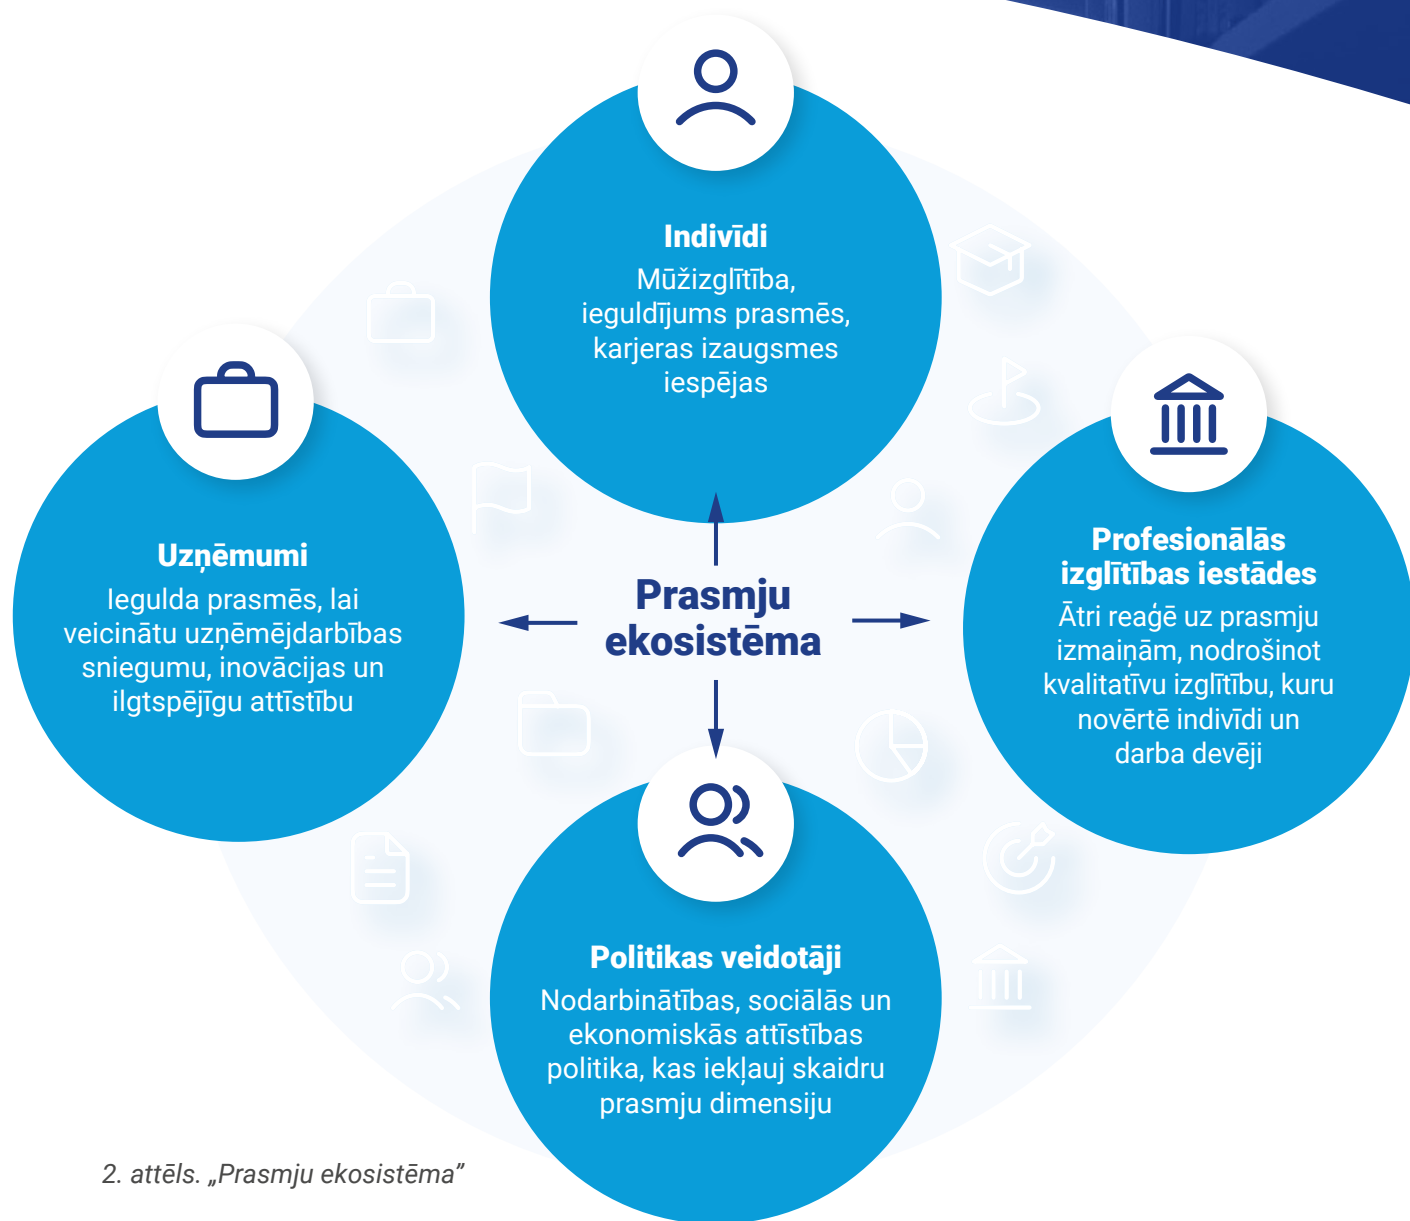 Indivīdi
Mūžizglītība,
ieguldījums prasmēs,
karjeras izaugsmes
iespējas
Uzņēmumi
Iegulda prasmēs, lai
veicinātu uzņēmējdarbības
sniegumu, inovācijas un
ilgtspējīgu attīstību
Prasmju
ekosistēma
Profesionālās
izglītības iestādes
Ātri reaģē uz prasmju
izmaiņām, nodrošinot
kvalitatīvu izglītību, kuru
novērtē indivīdi un
darba devēji
Politikas veidotāji
Nodarbinātības, sociālās un
ekonomiskās attīstības
politika, kas iekļauj skaidru
prasmju dimensiju
2. attēls. „Prasmju ekosistēma”